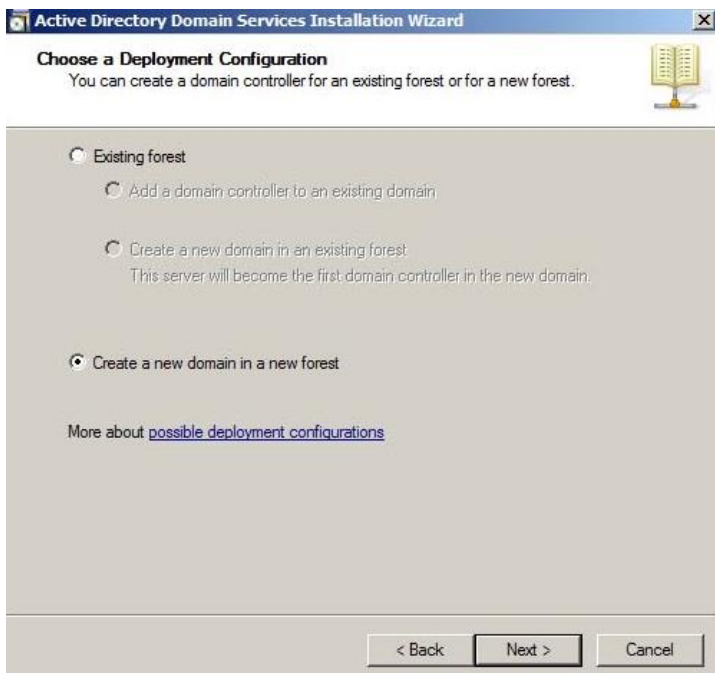 Active Directory Domain Services Installation Wizard
Choose a Deployment Configuration
You can create a domain controller for an existing forest or for a new forest.
Existing forest
Add a domain controller to an existing domain
Create a new domain in an existing forest
This server will become the first domain controller in the new domain.
Create a new domain in a new forest
More about possible deployment configurations
< Back Next > Cancel